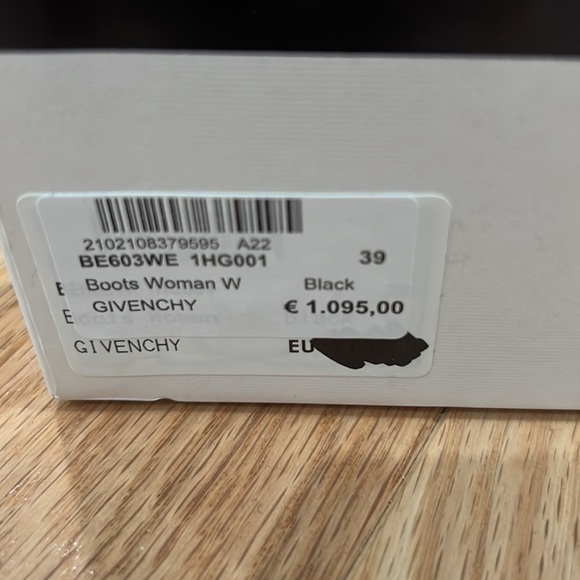 2102108379595 A22
BE603WE 1HG001 39
Boots Woman W Black
GIVENCHY € 1.095,00
GIVENCHY EU